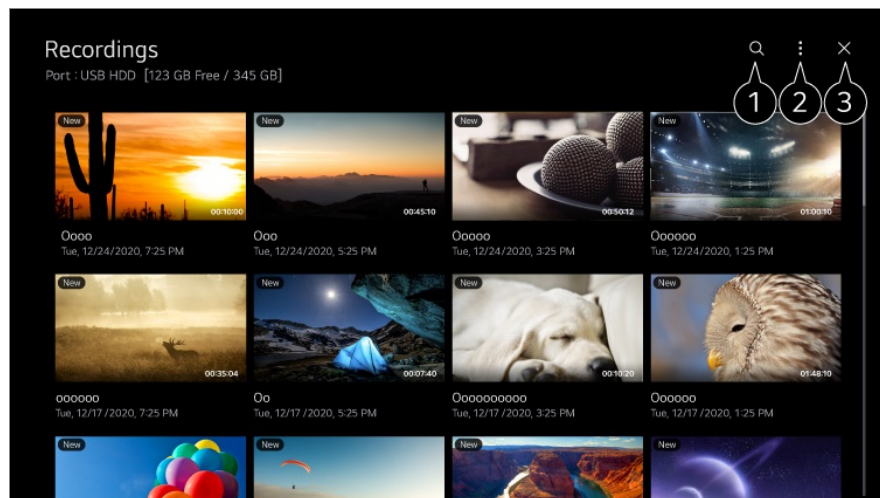 Recordings
Port : USB HDD [123 GB Free / 345 GB]
1 2 3
New New New New
00:10:00 00:45:10 00:50:12 01:00:10
Oooo Ooo Ooooo Oooooo
Tue, 12/24/2020, 7:25 PM Tue, 12/24/2020, 5:25 PM Tue, 12/24/2020, 3:25 PM Tue, 12/24/2020, 1:25 PM
New New New New
00:35:04 00:07:40 00:10:20 01:48:10
oooooo Oo Oooooooooo Oooooo
Tue, 12/17/2020, 7:25 PM Tue, 12/17/2020, 5:25 PM Tue, 12/17/2020, 3:25 PM Tue, 12/17/2020, 1:25 PM
New New New New